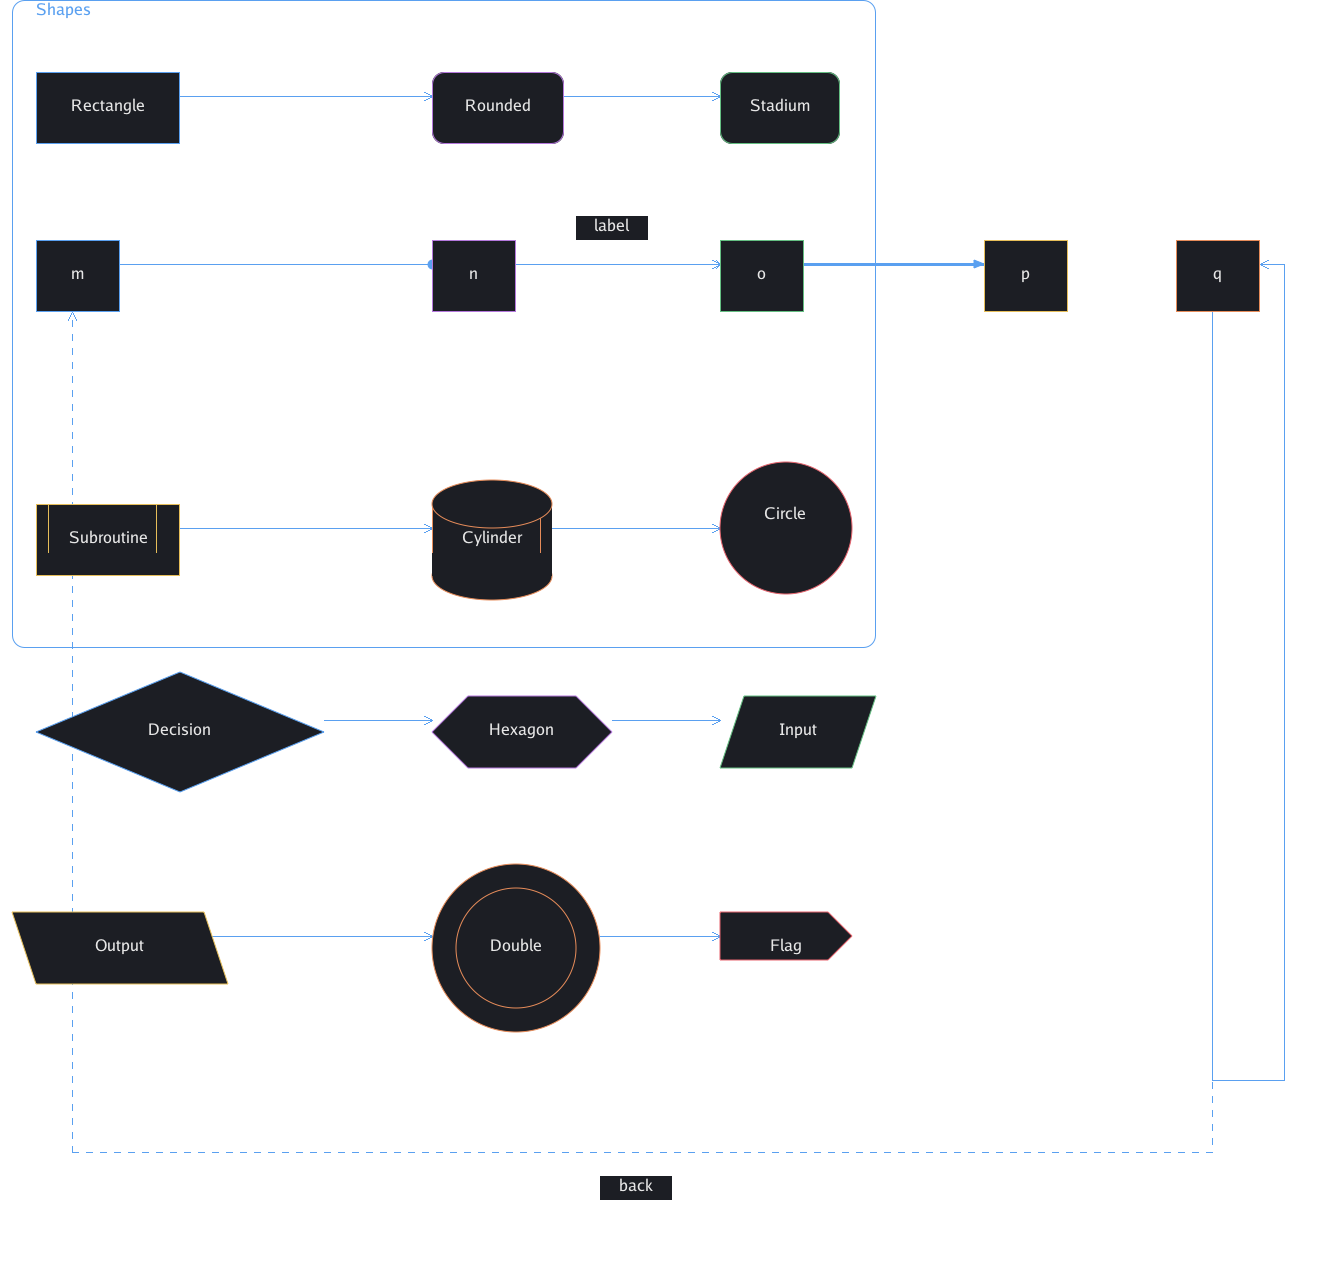 Shapes
Rectangle
Rounded
Stadium
label
m
n
o
p
q
Subroutine
Cylinder
Circle
Decision
Hexagon
Input
Output
Double
Flag
back